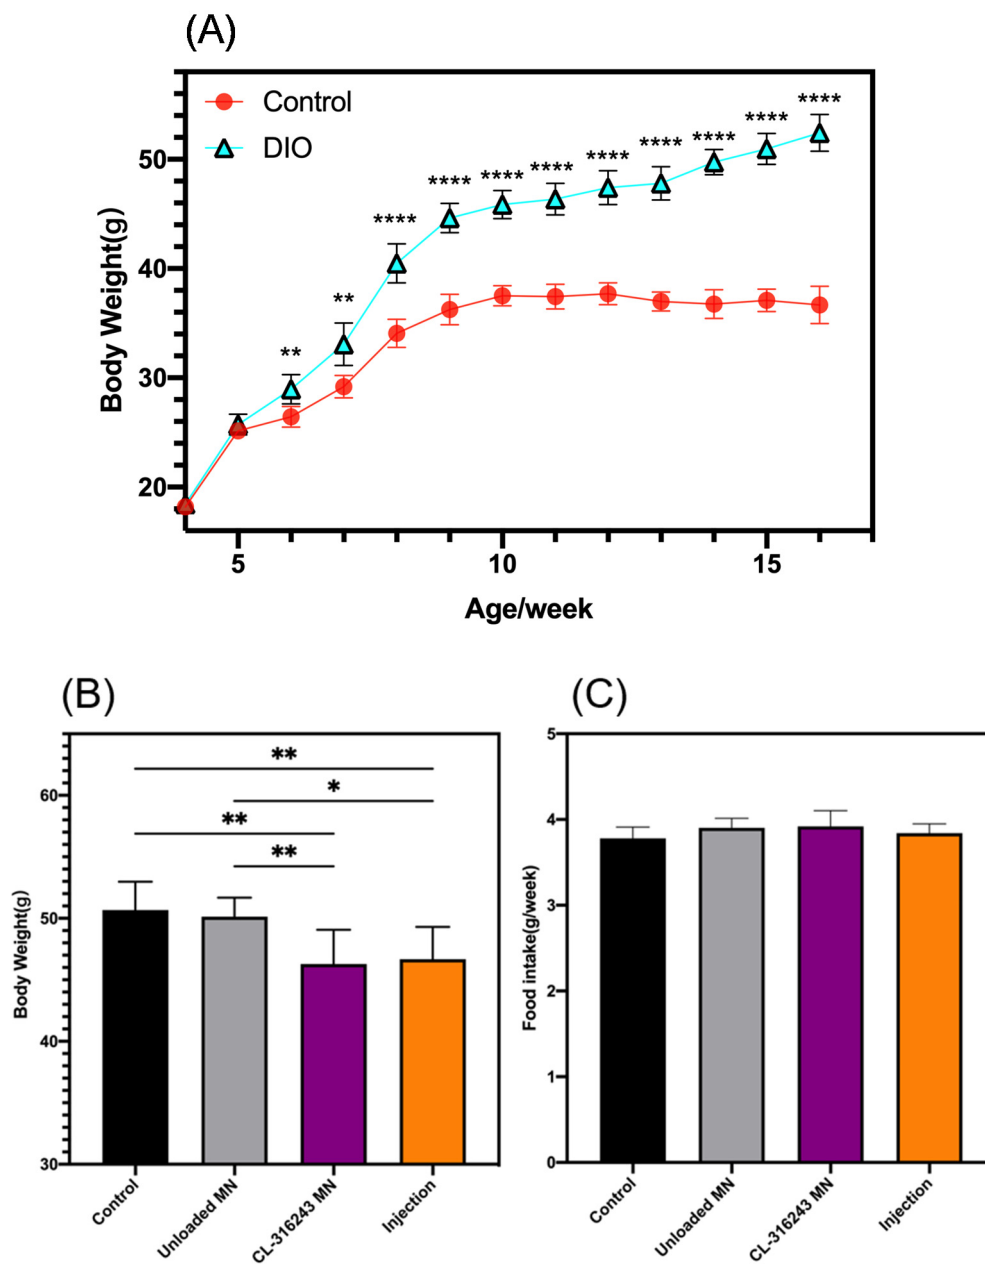 (A)
Control
DIO
** ** **** **** **** **** **** **** **** **** ****
Body Weight(g)
50
40
30
20
5 10 15
Age/week
(B)
**
*
**
**
Body Weight(g)
60
50
40
30
Control Unloaded MN CL-316243 MN Injection
(C)
Food intake(g/week)
5
4
3
2
1
0
Control Unloaded MN CL-316243 MN Injection